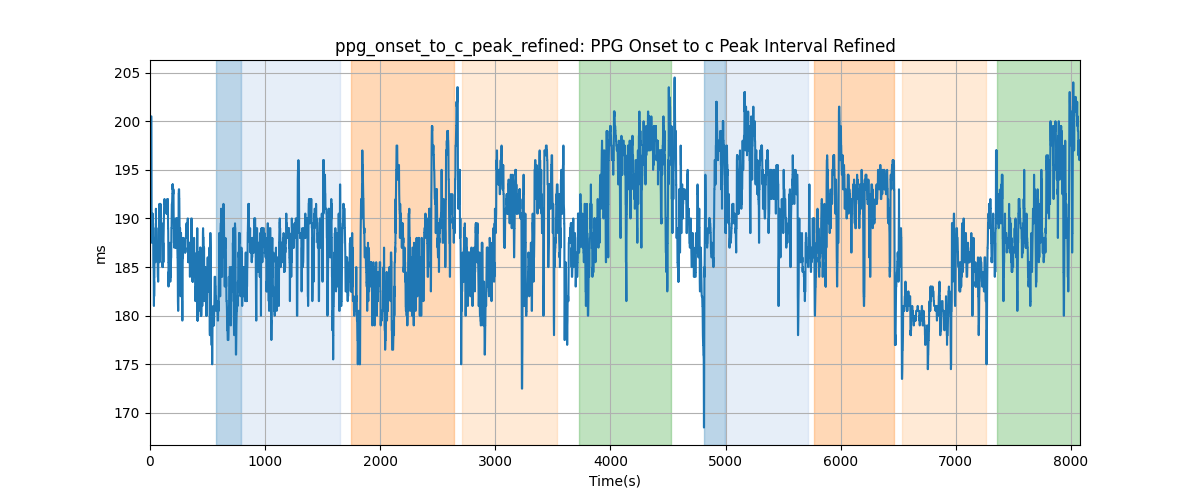 ppg_onset_to_c_peak_refined: PPG Onset to c Peak Interval Refined
205
200
195
190
185
180
175
170
ms
0 1000 2000 3000 4000 5000 6000 7000 8000
Time(s)